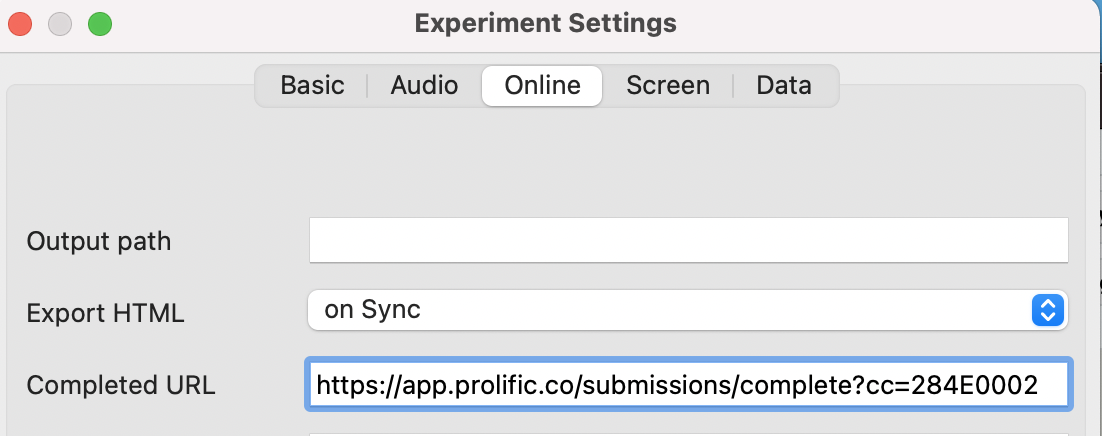 Experiment Settings
Basic Audio Online Screen Data
Output path
Export HTML on Sync
Completed URL https://app.prolific.co/submissions/complete?cc=284E0002